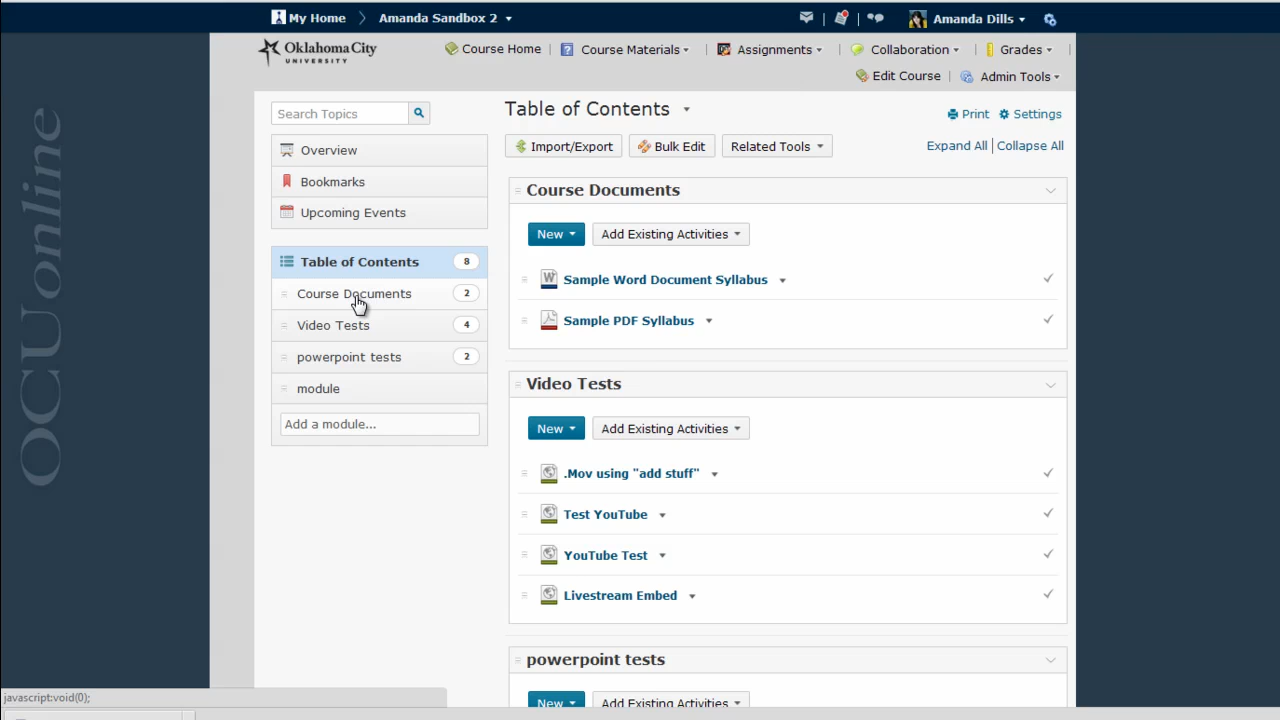 My Home Amanda Sandbox 2 Amanda Dills
Oklahoma City
UNIVERSITY
Course Home Course Materials Assignments Collaboration Grades
Edit Course Admin Tools
OCUonline
Search Topics
Overview
Bookmarks
Upcoming Events
Table of Contents 8
Course Documents 2
Video Tests 4
powerpoint tests 2
module
Add a module...
Table of Contents
Print Settings
Import/Export Bulk Edit Related Tools Expand All Collapse All
Course Documents
New Add Existing Activities
Sample Word Document Syllabus
Sample PDF Syllabus
Video Tests
New Add Existing Activities
.Mov using "add stuff"
Test YouTube
YouTube Test
Livestream Embed
powerpoint tests
New Add Existing Activities
javascript:void(0);